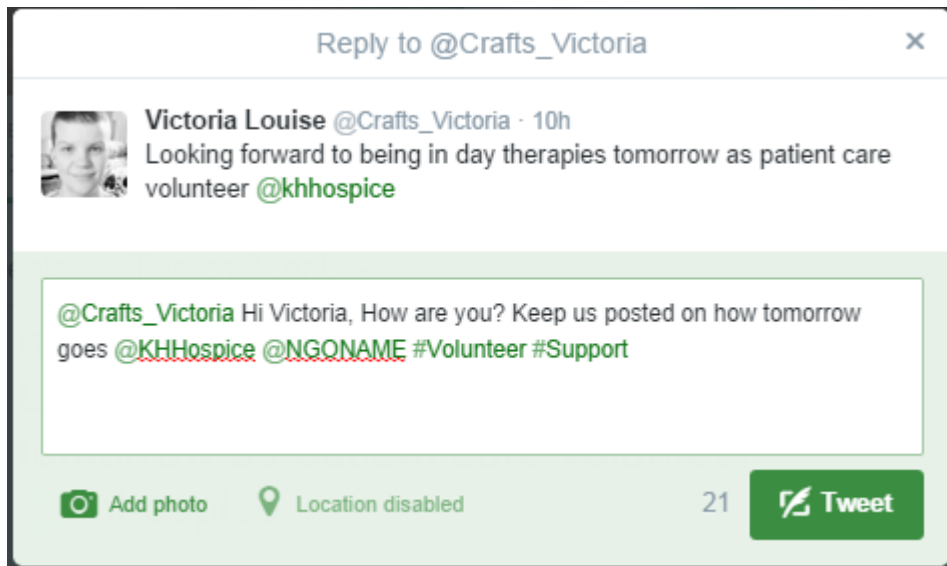 Reply to @Crafts_Victoria ×
Victoria Louise @Crafts_Victoria · 10h
Looking forward to being in day therapies tomorrow as patient care
volunteer @khhospice
@Crafts_Victoria Hi Victoria, How are you? Keep us posted on how tomorrow
goes @KHHospice @NGONAME #Volunteer #Support
Add photo Location disabled 21 Tweet